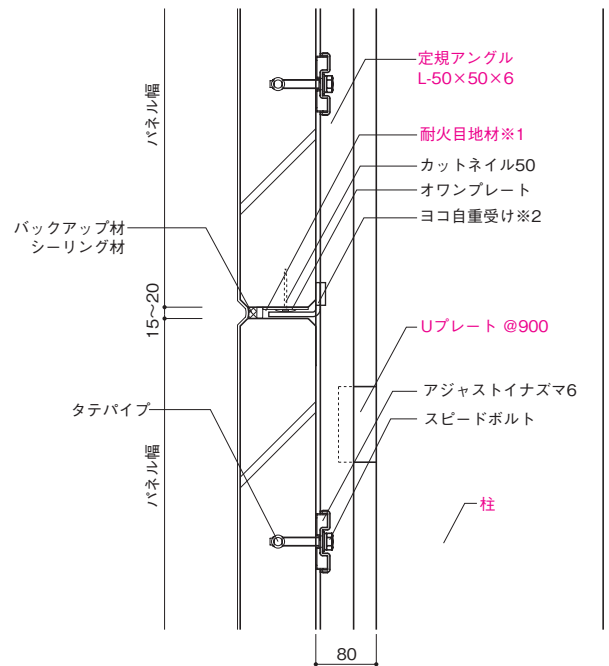 定規アングル
L-50×50×6
パネル幅
耐火目地材※1
カットネイル50
オワンプレート
ヨコ自重受け※2
バックアップ材
シーリング材
15〜20
Uプレート @900
アジャストイナズマ6
タテパイプ
スピードボルト
パネル幅
柱
80